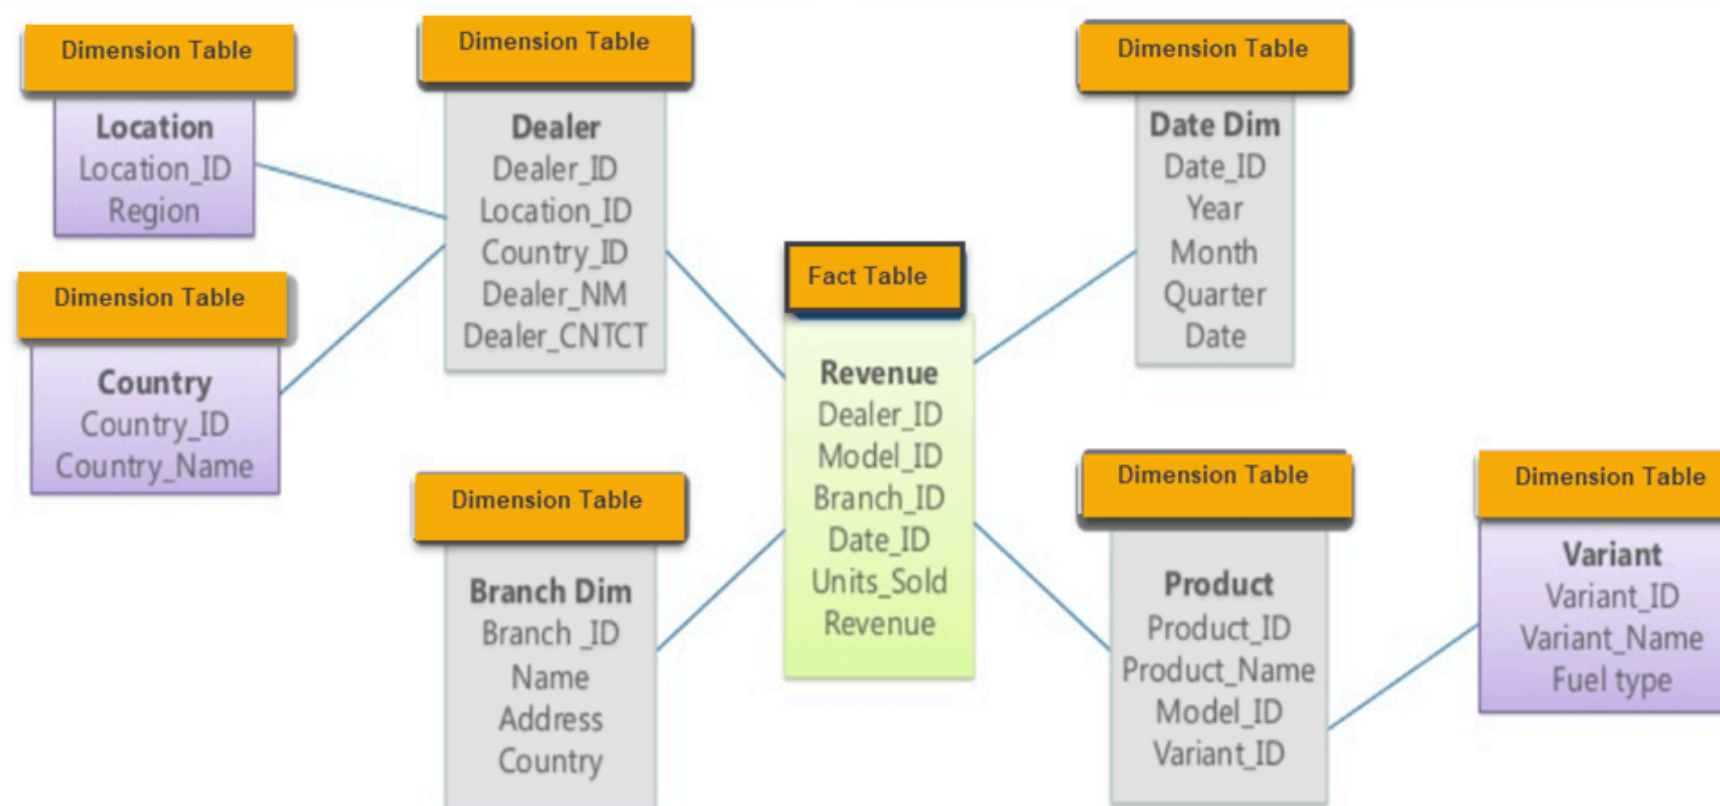 Dimension Table
Location
Location_ID
Region
Dimension Table
Country
Country_ID
Country_Name
Dimension Table
Dealer
Dealer_ID
Location_ID
Country_ID
Dealer_NM
Dealer_CNTCT
Dimension Table
Branch Dim
Branch _ID
Name
Address
Country
Fact Table
Revenue
Dealer_ID
Model_ID
Branch_ID
Date_ID
Units_Sold
Revenue
Dimension Table
Date Dim
Date_ID
Year
Month
Quarter
Date
Dimension Table
Product
Product_ID
Product_Name
Model_ID
Variant_ID
Dimension Table
Variant
Variant_ID
Variant_Name
Fuel type